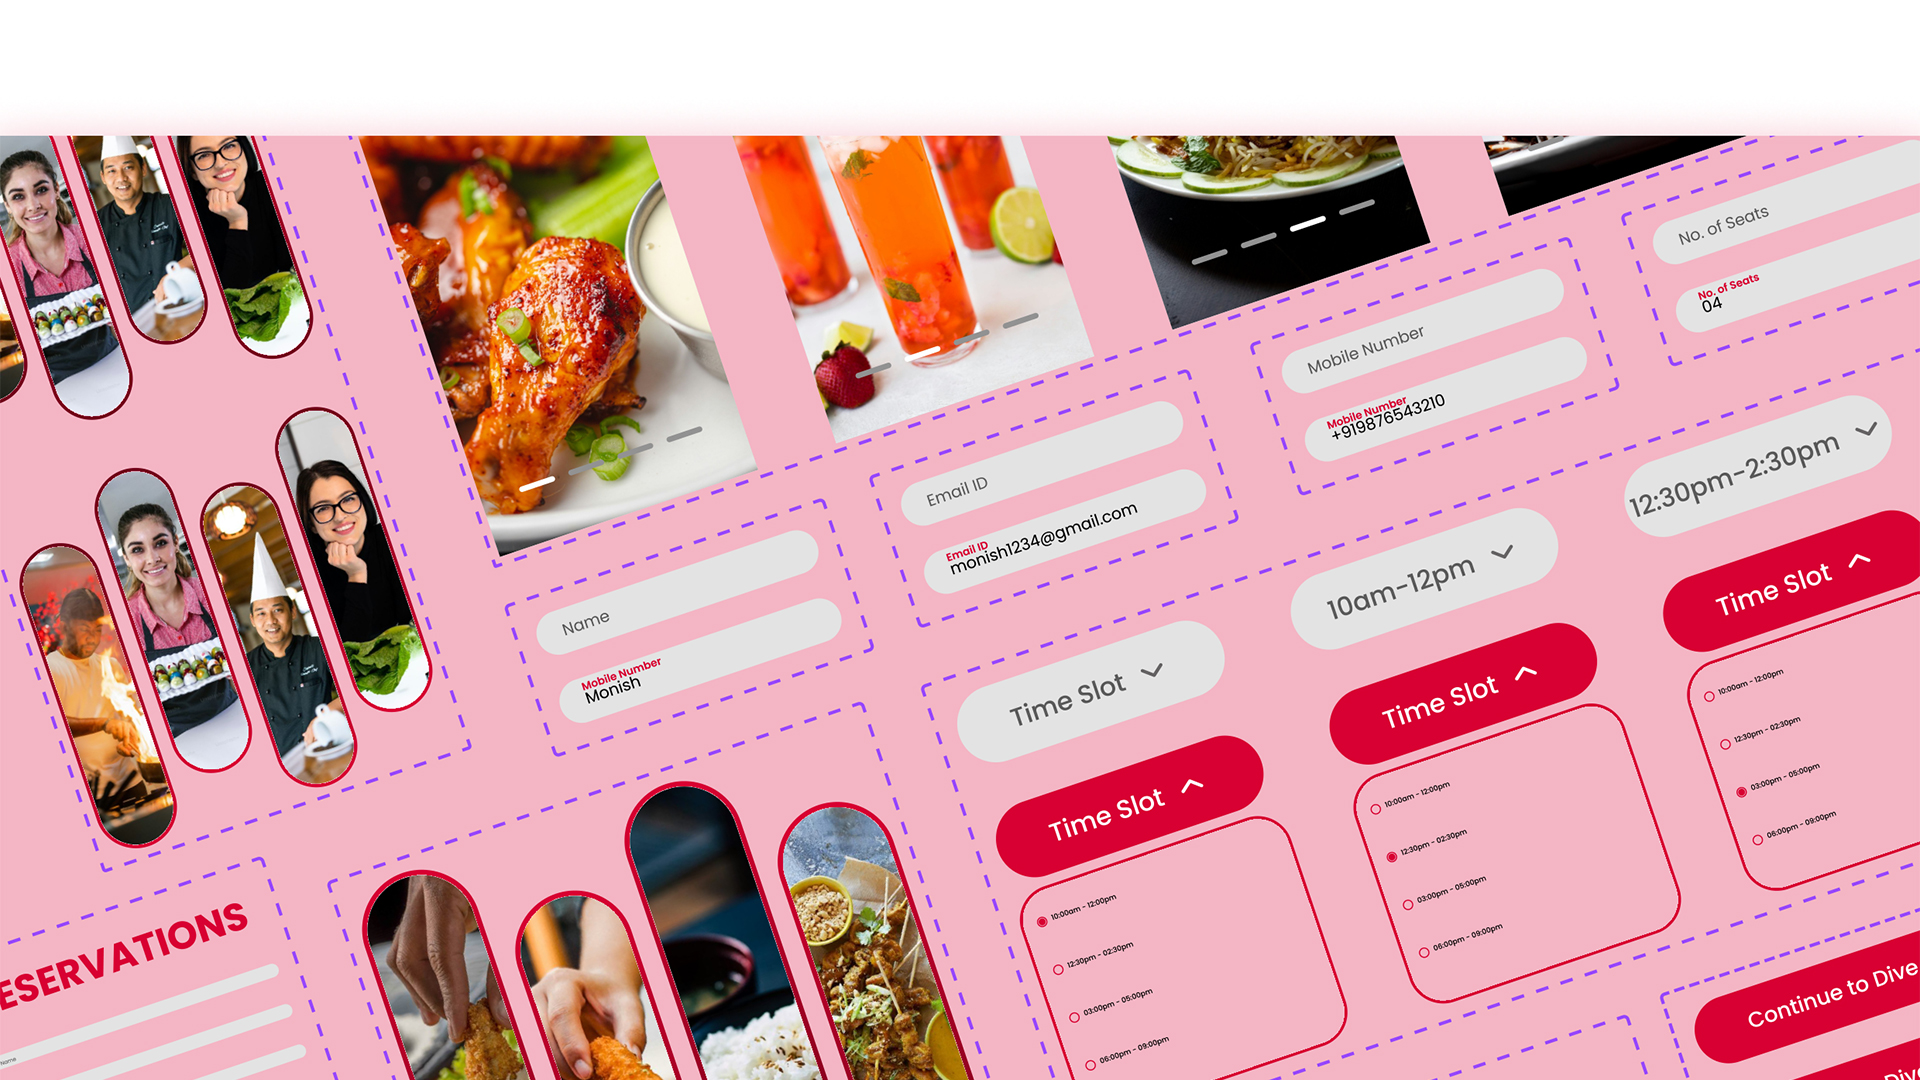 No. of Seats
No. of Seats
04
Mobile Number
Mobile Number
+919876543210
Email ID
Email ID
monish1234@gmail.com
Name
Mobile Number
Monish
12:30pm-2:30pm
10am-12pm
Time Slot
Time Slot
10:00am - 12:00pm
12:30pm - 02:30pm
03:00pm - 05:00pm
06:00pm - 09:00pm
Time Slot
10:00am - 12:00pm
12:30pm - 02:30pm
03:00pm - 05:00pm
06:00pm - 09:00pm
Time Slot
10:00am - 12:00pm
12:30pm - 02:30pm
03:00pm - 05:00pm
06:00pm - 09:00pm
ESERVATIONS
Name
Continue to Dive
Dive